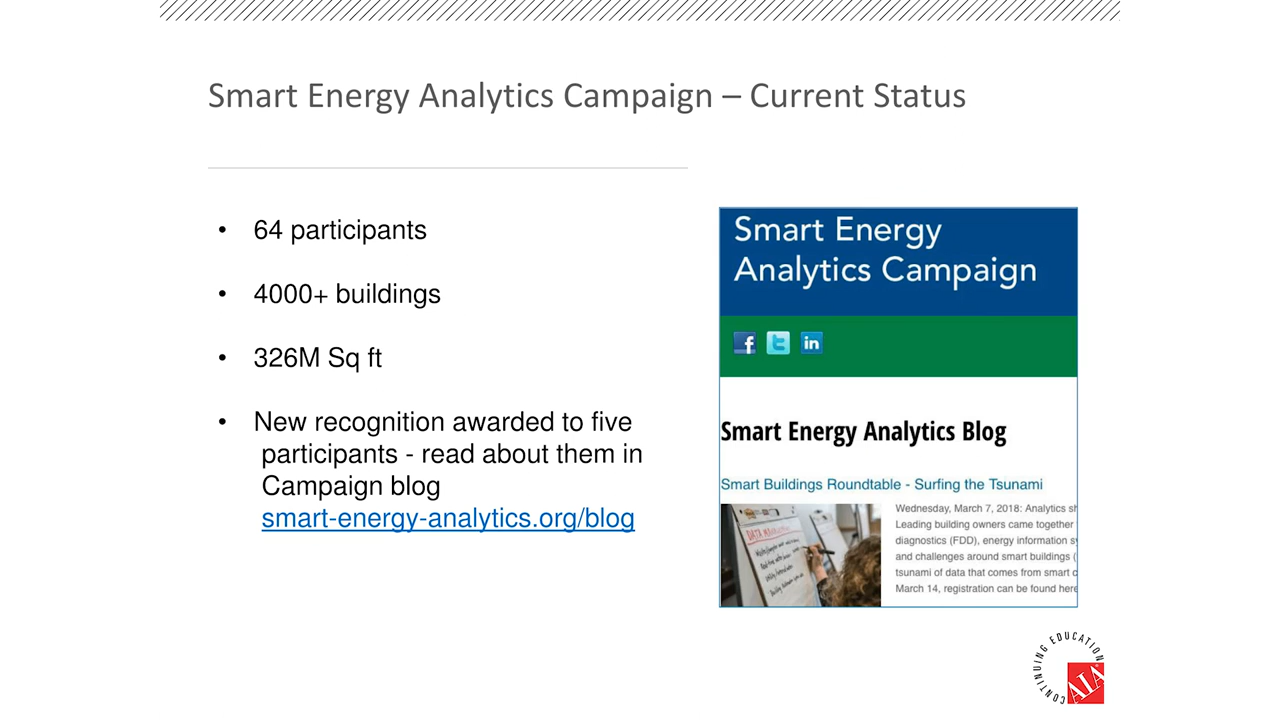 Smart Energy Analytics Campaign – Current Status
• 64 participants
• 4000+ buildings
• 326M Sq ft
• New recognition awarded to five
participants - read about them in
Campaign blog
smart-energy-analytics.org/blog
Smart Energy
Analytics Campaign
Smart Energy Analytics Blog
Smart Buildings Roundtable - Surfing the Tsunami
Wednesday, March 7, 2018: Analytics
Leading building owners came together
diagnostics (FDD), energy information
and challenges around smart buildings
tsunami of data that comes from smart
March 14, registration can be found here
DATA
CONTINUING EDUCATION
AIA